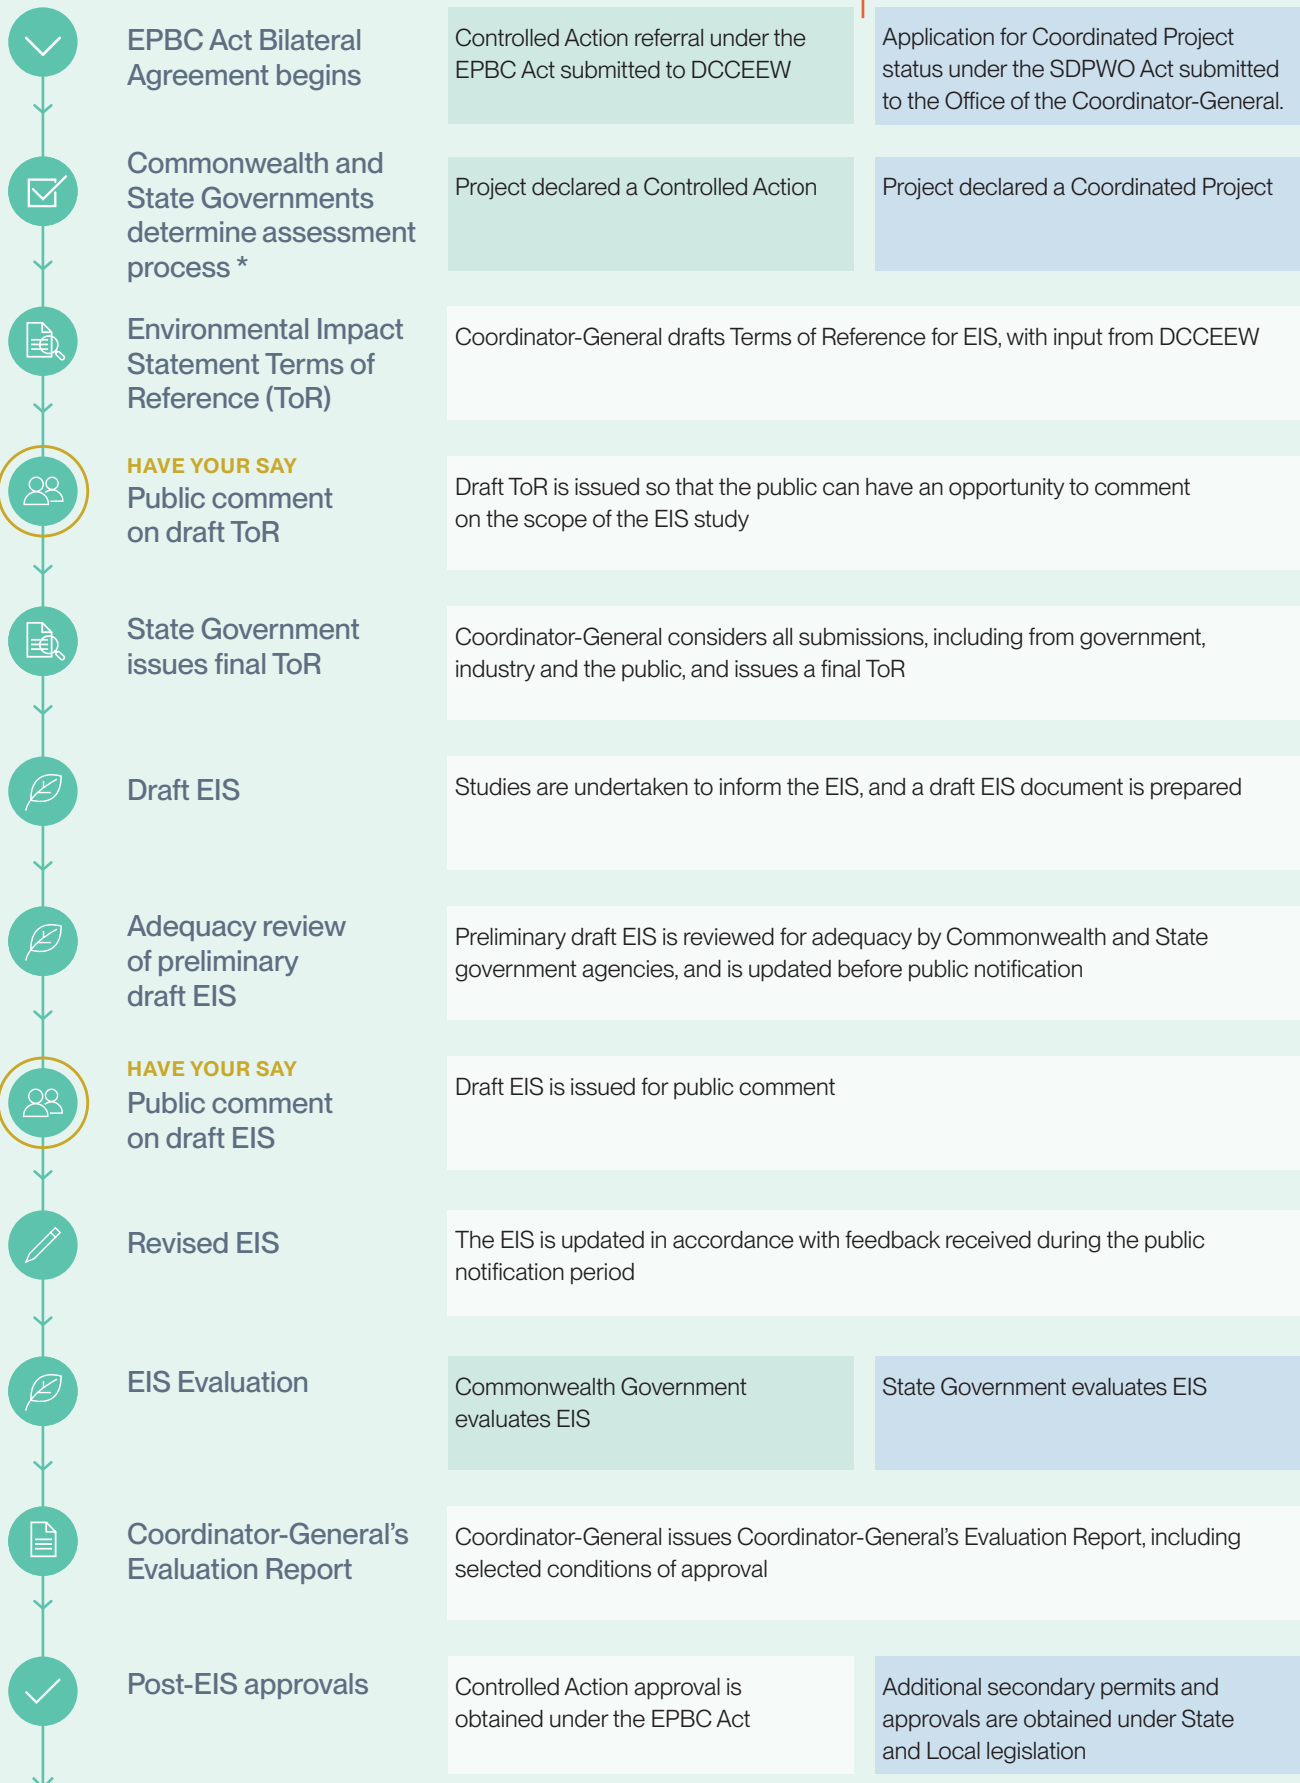 EPBC Act Bilateral
Agreement begins
Controlled Action referral under the
EPBC Act submitted to DCCEEW
Application for Coordinated Project
status under the SDPWO Act submitted
to the Office of the Coordinator-General.
Commonwealth and
State Governments
determine assessment
process *
Project declared a Controlled Action
Project declared a Coordinated Project
Environmental Impact
Statement Terms of
Reference (ToR)
Coordinator-General drafts Terms of Reference for EIS, with input from DCCEEW
HAVE YOUR SAY
Public comment
on draft ToR
Draft ToR is issued so that the public can have an opportunity to comment
on the scope of the EIS study
State Government
issues final ToR
Coordinator-General considers all submissions, including from government,
industry and the public, and issues a final ToR
Draft EIS
Studies are undertaken to inform the EIS, and a draft EIS document is prepared
Adequacy review
of preliminary
draft EIS
Preliminary draft EIS is reviewed for adequacy by Commonwealth and State
government agencies, and is updated before public notification
HAVE YOUR SAY
Public comment
on draft EIS
Draft EIS is issued for public comment
Revised EIS
The EIS is updated in accordance with feedback received during the public
notification period
EIS Evaluation
Commonwealth Government
evaluates EIS
State Government evaluates EIS
Coordinator-General's
Evaluation Report
Coordinator-General issues Coordinator-General's Evaluation Report, including
selected conditions of approval
Post-EIS approvals
Controlled Action approval is
obtained under the EPBC Act
Additional secondary permits and
approvals are obtained under State
and Local legislation